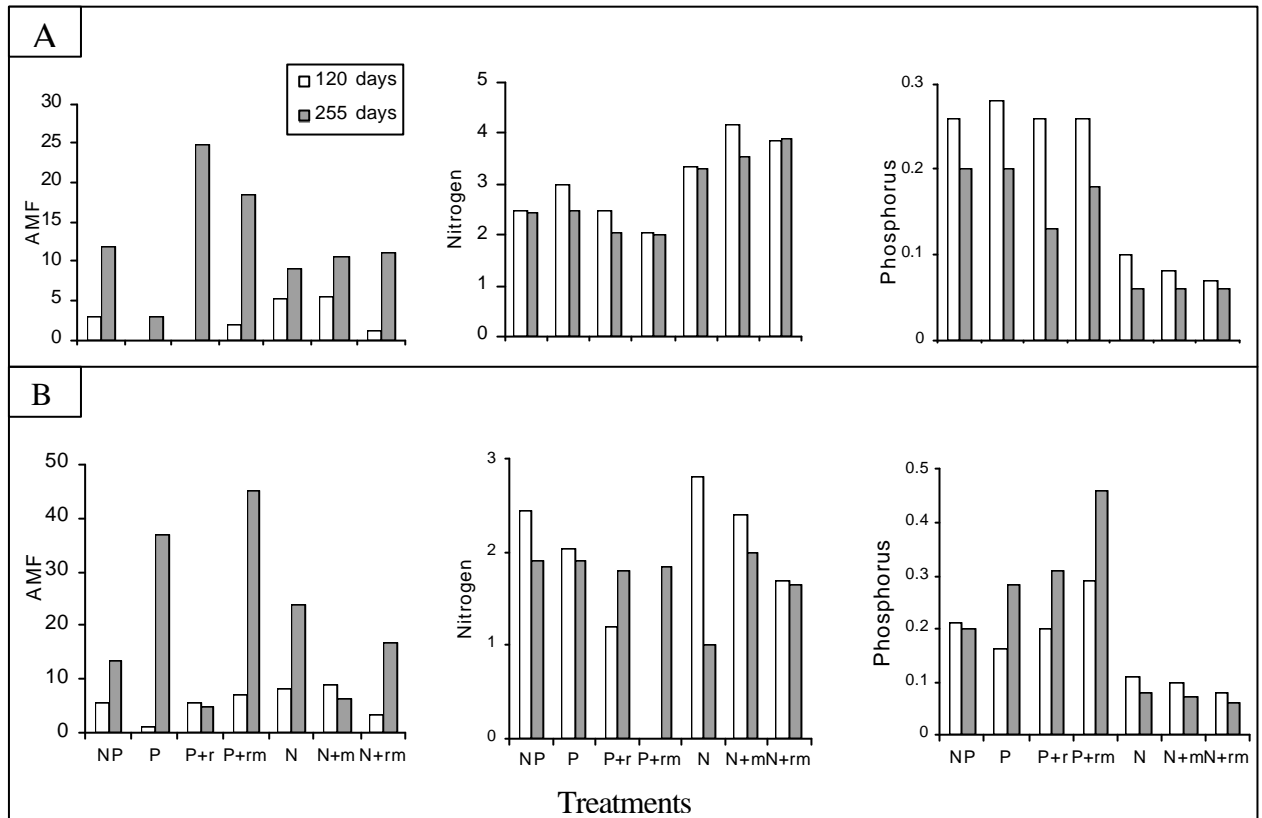 A
120 days
255 days
AMF
30
25
20
15
10
5
0
Nitrogen
5
4
3
2
1
0
Phosphorus
0.3
0.2
0.1
0
B
AMF
50
40
30
20
10
0
NP P P+r P+rm N N+m N+rm
Nitrogen
3
2
1
0
NP P P+r P+rm N N+m N+rm
Phosphorus
0.5
0.4
0.3
0.2
0.1
0
NP P P+r P+rm N N+m N+rm
Treatments